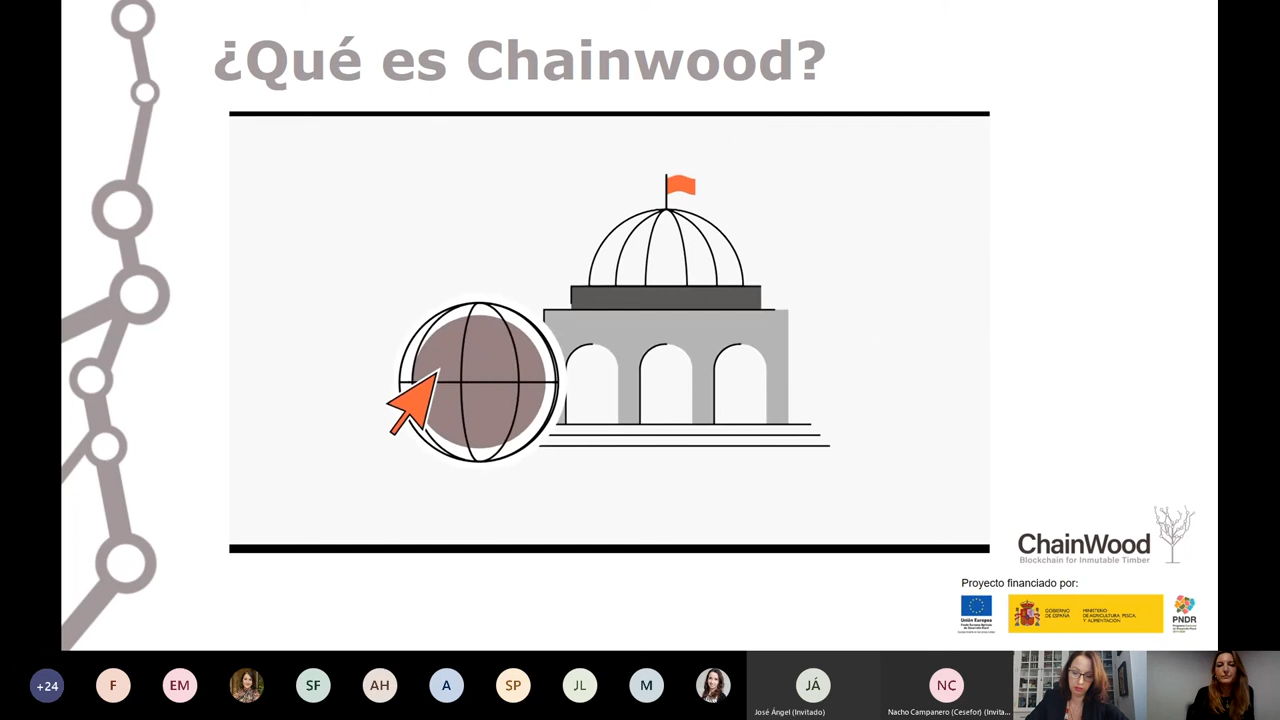 ¿Qué es Chainwood?
ChainWood
Blockchain for Inmutable Timber
Proyecto financiado por:
Unión Europea
GOBIERNO
DE ESPAÑA
MINISTERIO
DE AGRICULTURA PESCA,
Y ALIMENTACIÓN
PNDR
+24
F
EM
SF
AH
A
SP
JL
M
JÁ
NC
José Ángel (Invitado)
Nacho Campanero (Cesefor) (Invita...